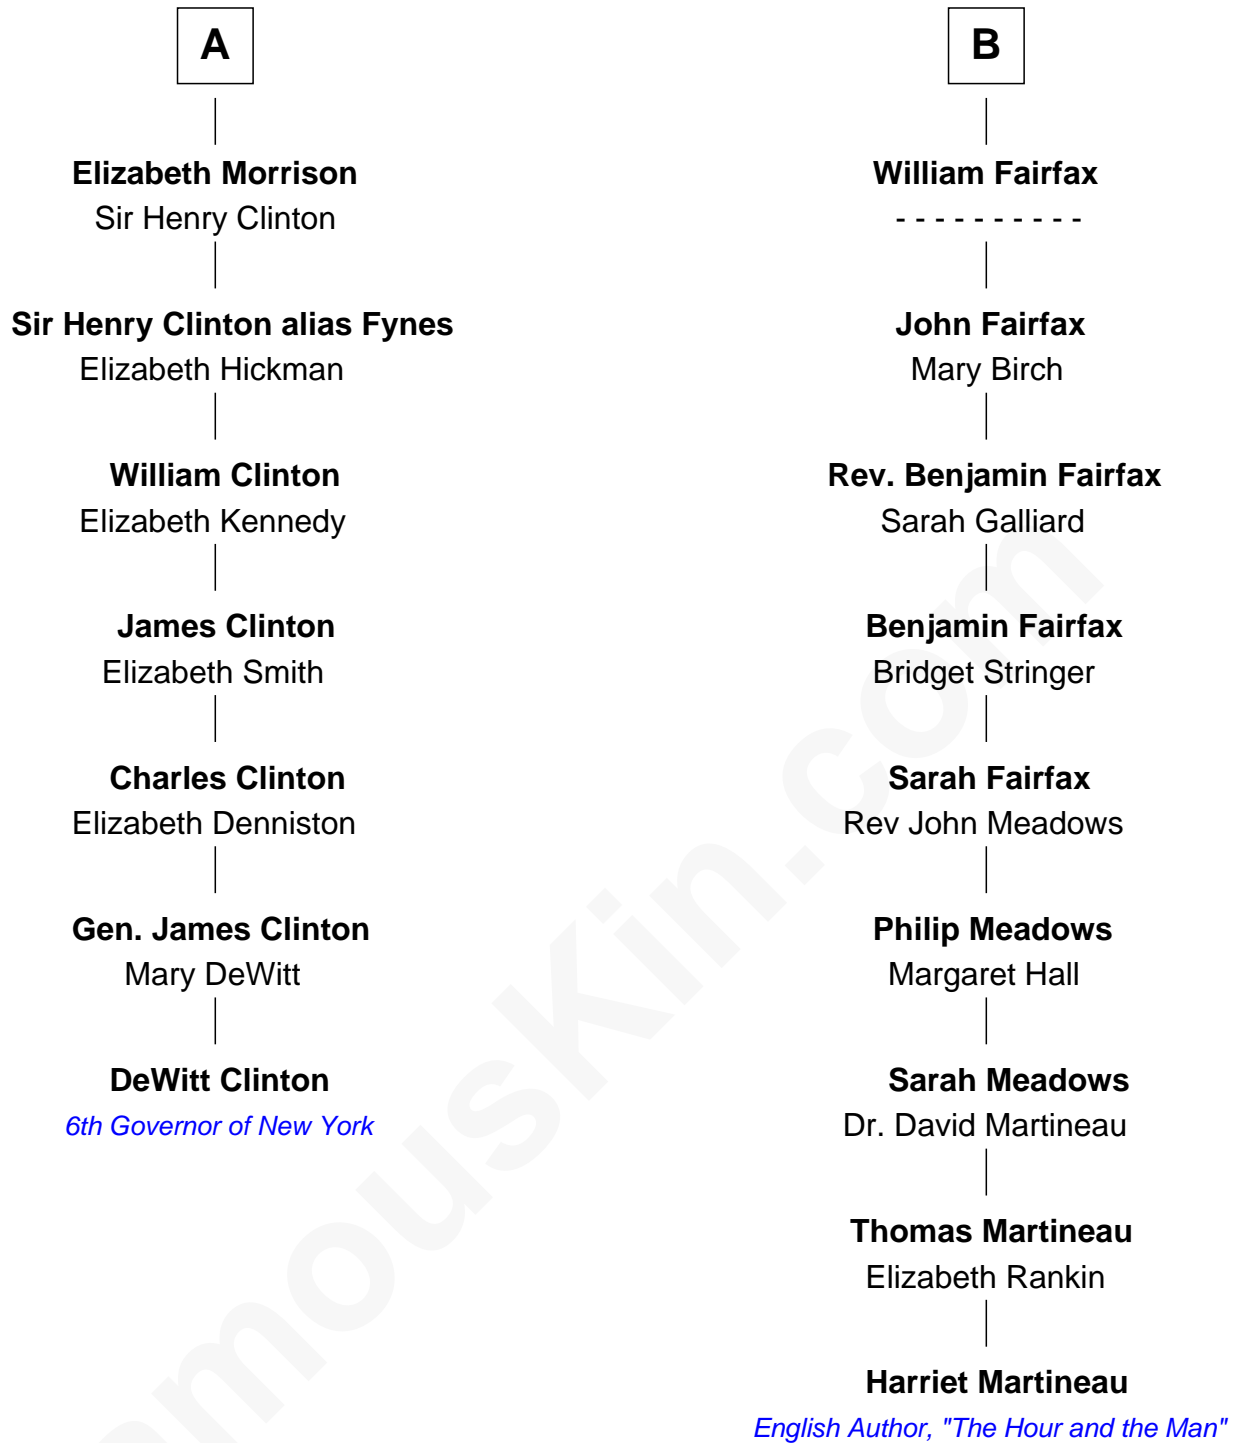 A
Elizabeth Morrison
Sir Henry Clinton
Sir Henry Clinton alias Fynes
Elizabeth Hickman
William Clinton
Elizabeth Kennedy
James Clinton
Elizabeth Smith
Charles Clinton
Elizabeth Denniston
Gen. James Clinton
Mary DeWitt
DeWitt Clinton
6th Governor of New York
B
William Fairfax
- - - - - - - - - -
John Fairfax
Mary Birch
Rev. Benjamin Fairfax
Sarah Galliard
Benjamin Fairfax
Bridget Stringer
Sarah Fairfax
Rev John Meadows
Philip Meadows
Margaret Hall
Sarah Meadows
Dr. David Martineau
Thomas Martineau
Elizabeth Rankin
Harriet Martineau
English Author, "The Hour and the Man"
amousKin.com